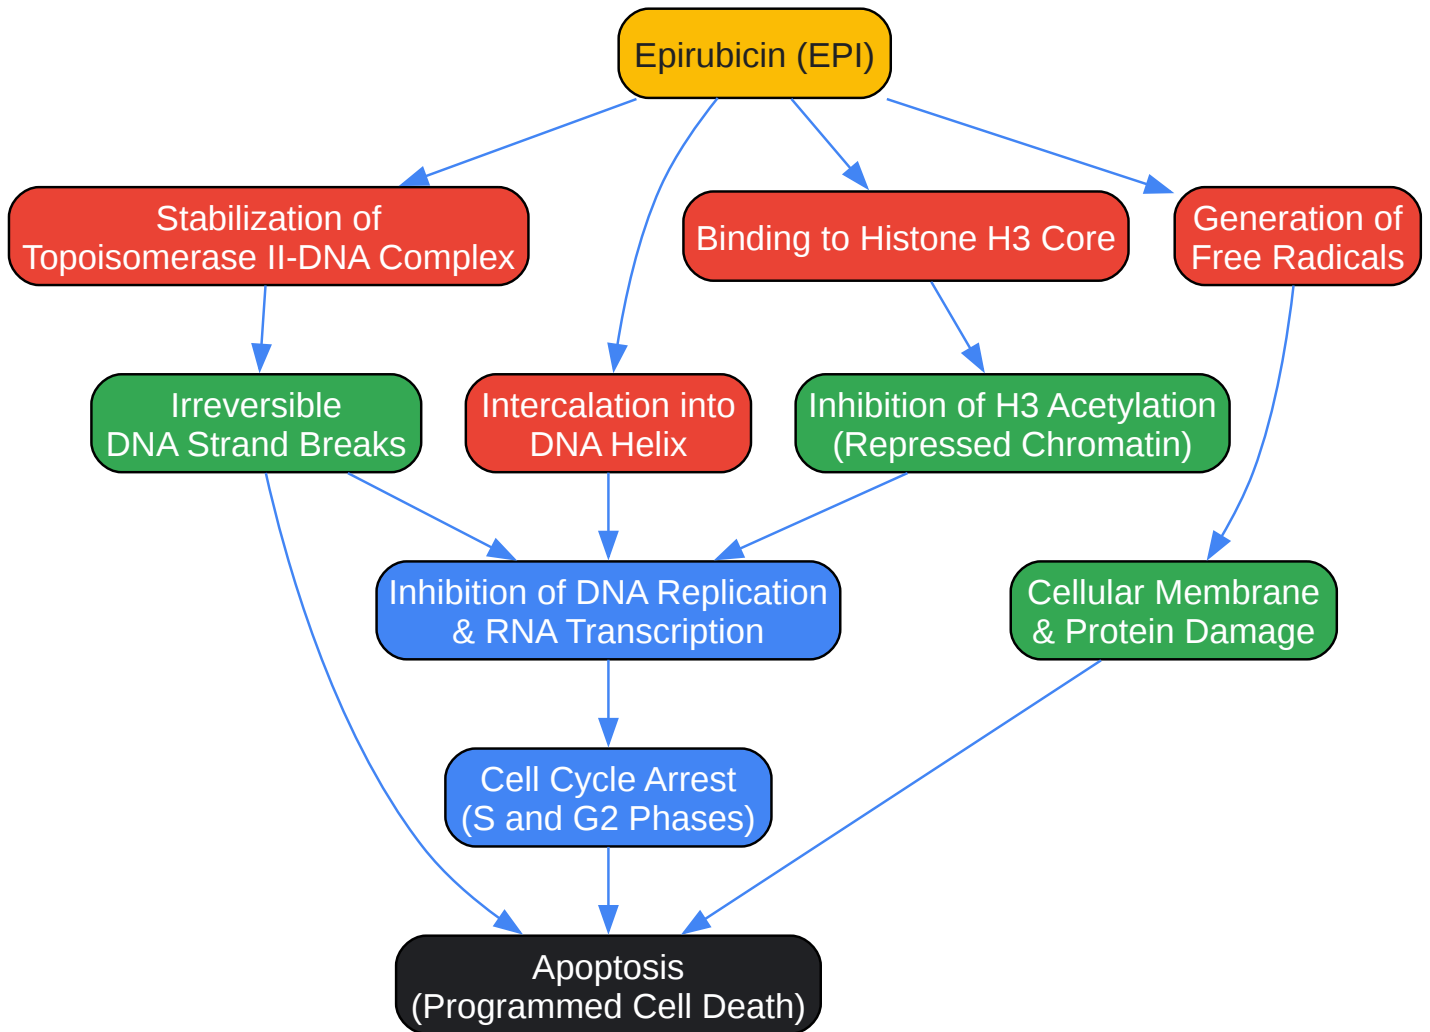 Epirubicin (EPI)
Stabilization of
Topoisomerase II-DNA Complex
Binding to Histone H3 Core
Generation of
Free Radicals
Irreversible
DNA Strand Breaks
Intercalation into
DNA Helix
Inhibition of H3 Acetylation
(Repressed Chromatin)
Inhibition of DNA Replication
& RNA Transcription
Cellular Membrane
& Protein Damage
Cell Cycle Arrest
(S and G2 Phases)
Apoptosis
(Programmed Cell Death)